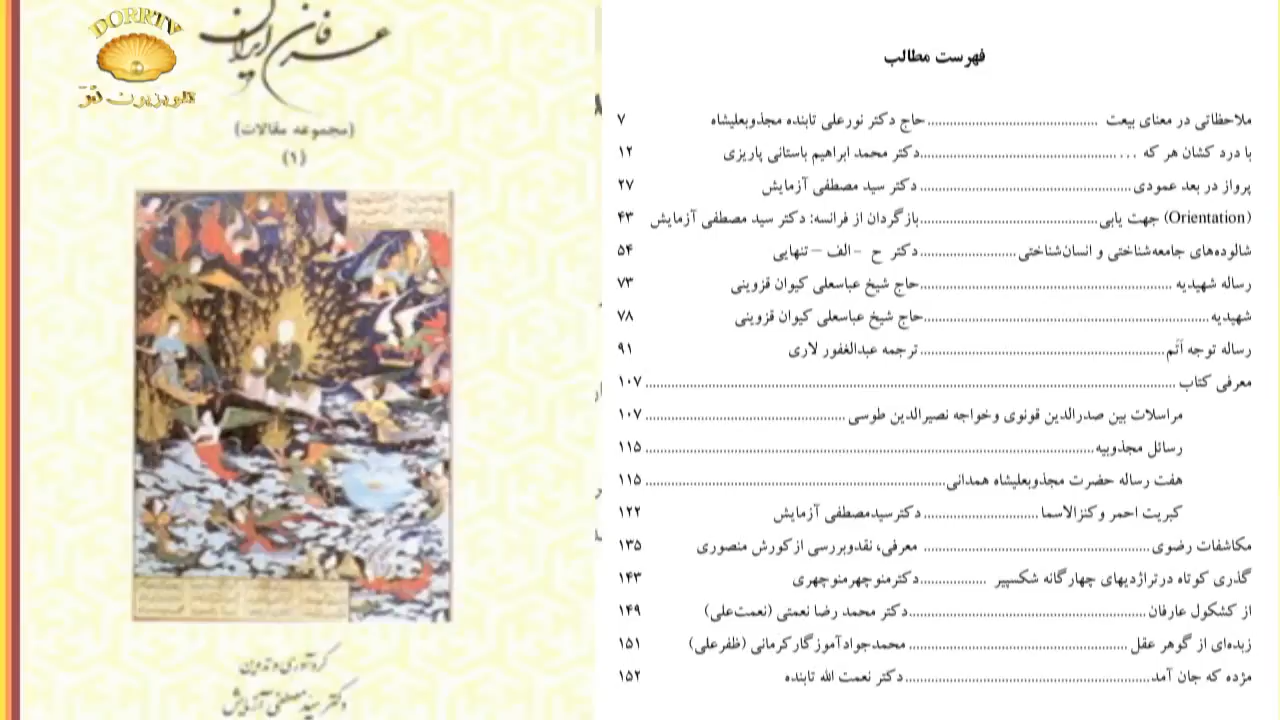 DORRTV
تلویزیون دُرّ
عرفان ایران
(مجموعه مقالات)
(۱)
گردآوری و تدوین
دکتر سید مصطفی آزمایش
فهرست مطالب
ملاحظاتی در معنای بیعت ........ حاج دکتر نورعلی تابنده مجذوبعلیشاه ۷
با درد کشان هر که ... ........ دکتر محمد ابراهیم باستانی پاریزی ۱۲
پرواز در بعد عمودی ........ دکتر سید مصطفی آزمایش ۲۷
(Orientation) جهت یابی ........ بازگردان از فرانسه: دکتر سید مصطفی آزمایش ۴۳
شالوده‌های جامعه‌شناختی و انسان‌شناختی ........ دکتر ح - الف – تنهایی ۵۴
رساله شهیدیه ........ حاج شیخ عباسعلی کیوان قزوینی ۷۳
شهیدیه ........ حاج شیخ عباسعلی کیوان قزوینی ۷۸
رساله توجه أتَم ........ ترجمه عبدالغفور لاری ۹۱
معرفی کتاب ........ ۱۰۷
مراسلات بین صدرالدین قونوی و خواجه نصیرالدین طوسی ........ ۱۰۷
رسائل مجذوبیه ........ ۱۱۵
هفت رساله حضرت مجذوبعلیشاه همدانی ........ ۱۱۵
کبریت احمر و کنزالاسما ........ دکترسیدمصطفی آزمایش ۱۲۲
مکاشفات رضوی ........ معرفی، نقدوبررسی از کورش منصوری ۱۳۵
گذری کوتاه درتراژدیهای چهارگانه شکسپیر ........ دکترمنوچهرمنوچهری ۱۴۳
از کشکول عارفان ........ دکتر محمد رضا نعمتی (نعمت‌علی) ۱۴۹
زبده‌ای از گوهر عقل ........ محمدجوادآموزگارکرمانی (ظفرعلی) ۱۵۱
مژده که جان آمد ........ دکتر نعمت الله تابنده ۱۵۲